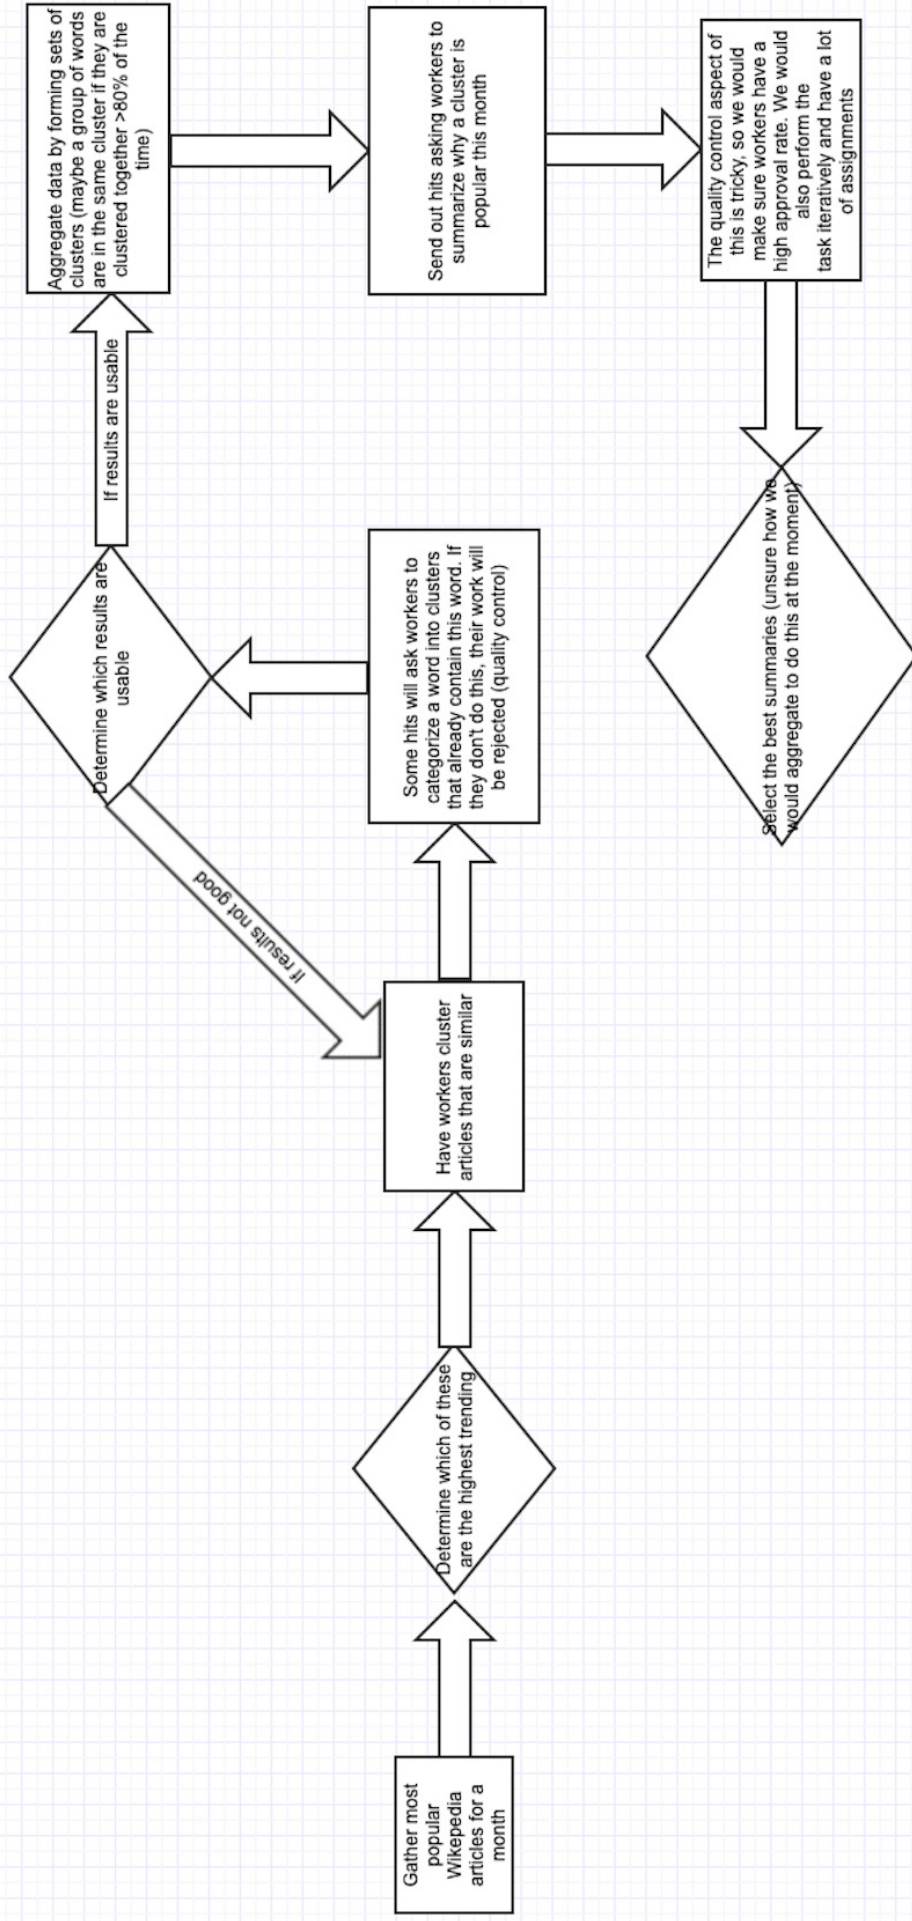 Gather most
popular
Wikepedia
articles for a
month
Determine which of these
are the highest trending
Have workers cluster
articles that are similar
Some hits will ask workers to
categorize a word into clusters
that already contain this word. If
they don't do this, their work will
be rejected (quality control)
Determine which results are
usable
If results not good
If results are usable
Aggregate data by forming sets of
clusters (maybe a group of words
are in the same cluster if they are
clustered together >80% of the
time)
Send out hits asking workers to
summarize why a cluster is
popular this month
The quality control aspect of
this is tricky, so we would
make sure workers have a
high approval rate. We would
also perform the
task iteratively and have a lot
of assignments
Select the best summaries (unsure how we
would aggregate to do this at the moment)